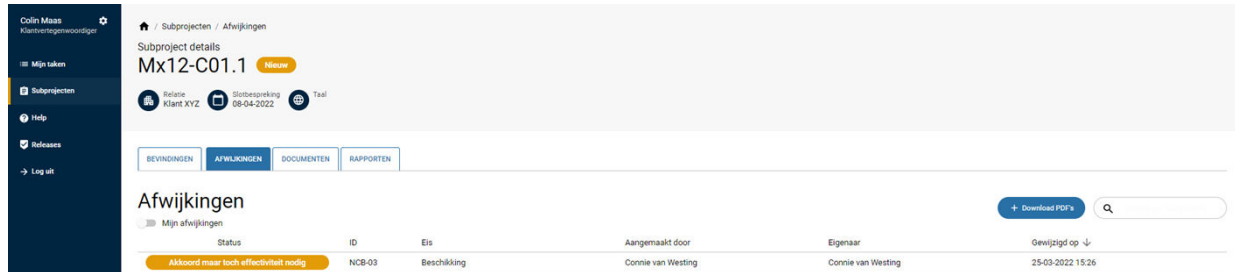 Colin Maas
Klantvertegenwoordiger
Mijn taken
Subprojecten
Help
Releases
Log uit
/ Subprojecten / Afwijkingen
Subproject details
Mx12-C01.1 Nieuw
Relatie
Klant XYZ
Slotbespreking
08-04-2022
Taal
BEVINDINGEN AFWIJKINGEN DOCUMENTEN RAPPORTEN
Afwijkingen
+ Download PDF's
Mijn afwijkingen
Status ID Eis Aangemaakt door Eigenaar Gewijzigd op ↓
Akkoord maar toch effectiviteit nodig NCB-03 Beschikking Connie van Westing Connie van Westing 25-03-2022 15:26